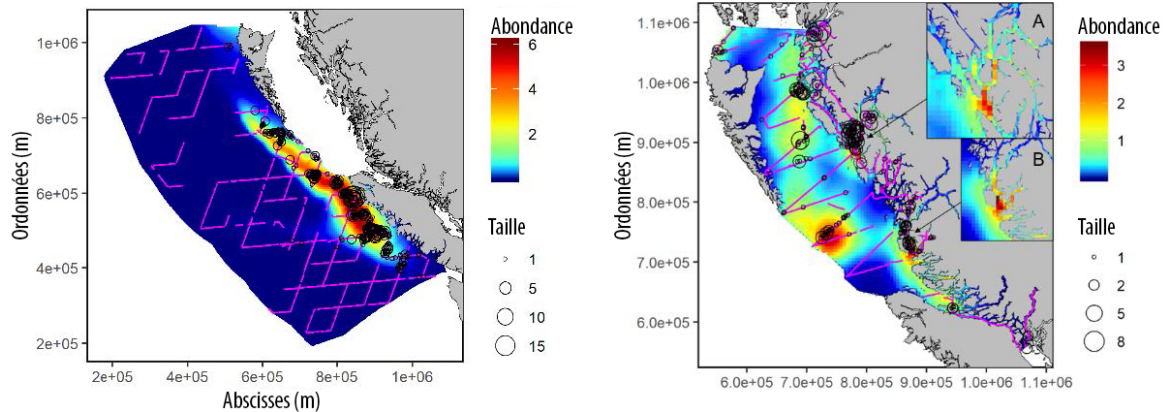 Abondance
6
4
2
Taille
1
5
10
15
Ordonnées (m)
1e+06
8e+05
6e+05
4e+05
2e+05
2e+05 4e+05 6e+05 8e+05 1e+06
Abscisses (m)
A
B
Abondance
3
2
1
Taille
1
2
5
8
Ordonnées (m)
1.1e+06
1.0e+06
9.0e+05
8.0e+05
7.0e+05
6.0e+05
6.0e+05 7.0e+05 8.0e+05 9.0e+05 1.0e+06 1.1e+06